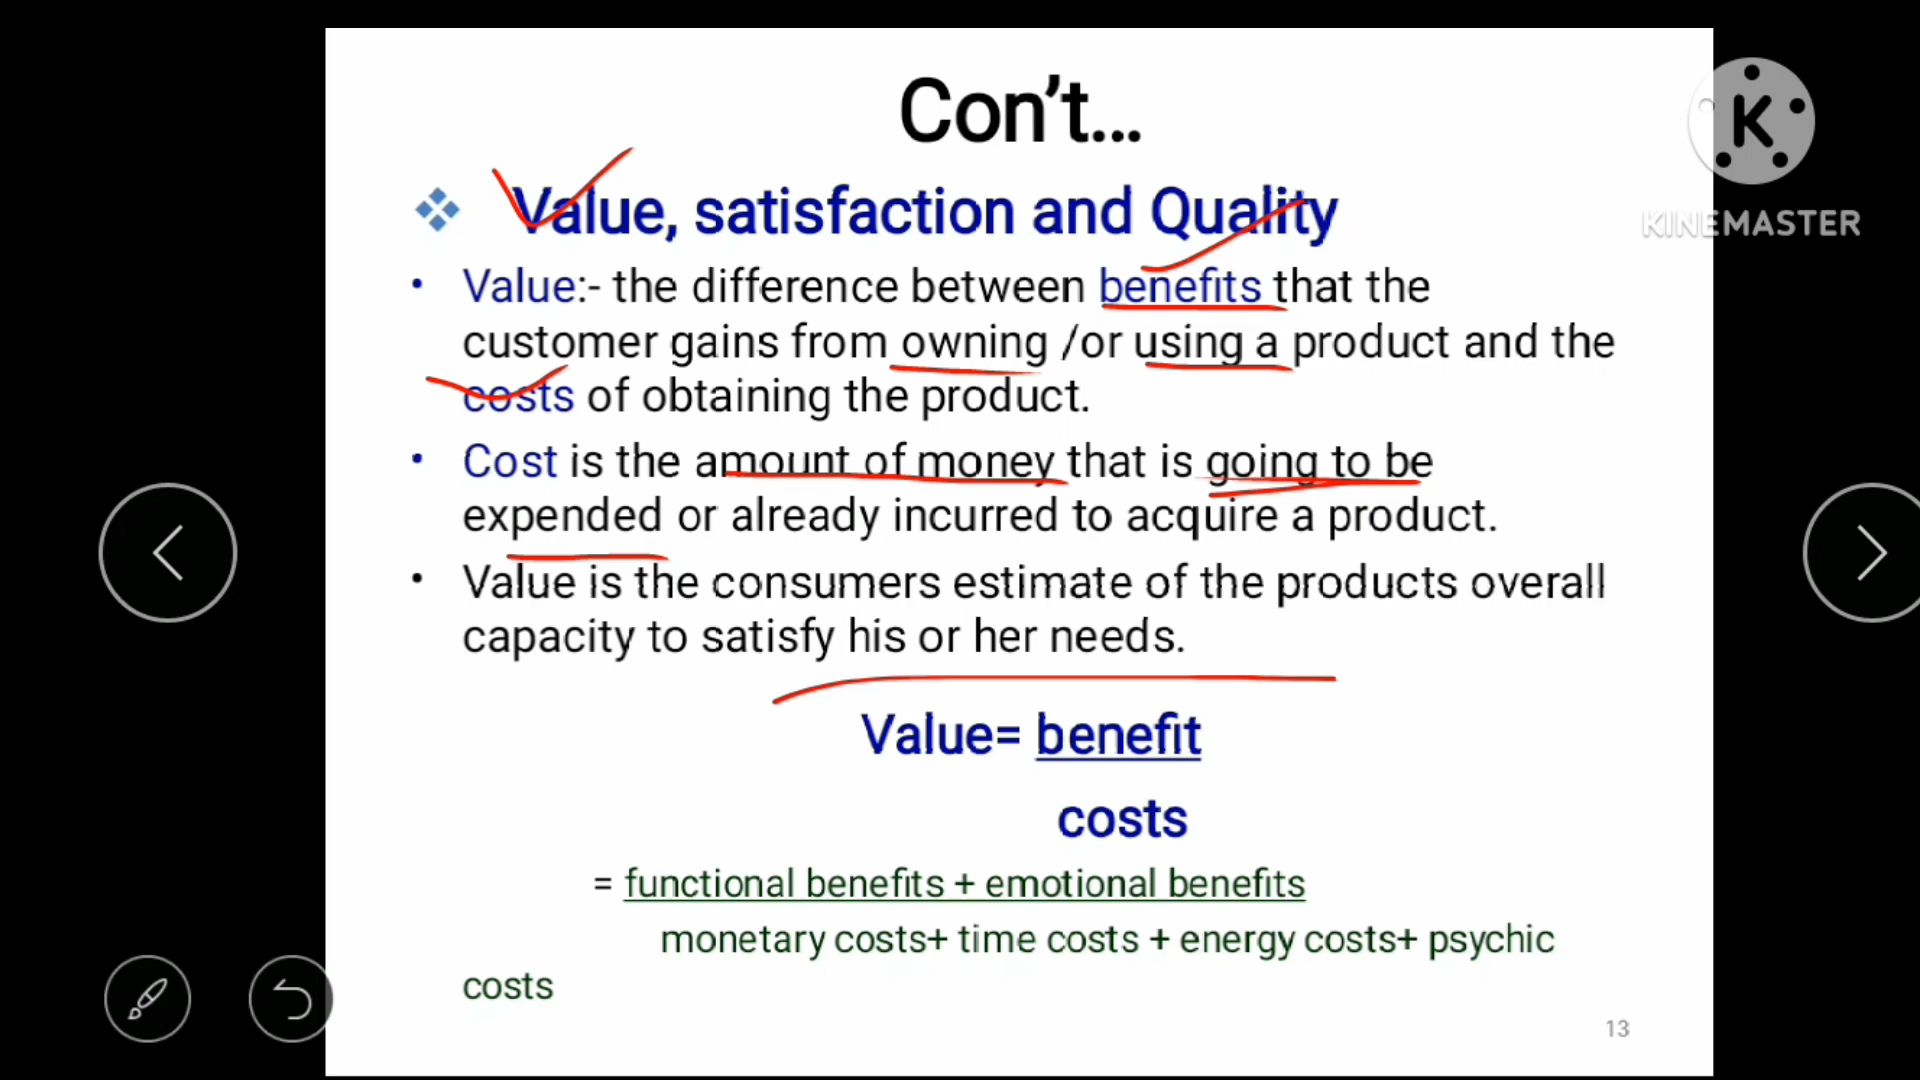 Con't...
Value, satisfaction and Quality
• Value:- the difference between benefits that the
customer gains from owning /or using a product and the
costs of obtaining the product.
• Cost is the amount of money that is going to be
expended or already incurred to acquire a product.
• Value is the consumers estimate of the products overall
capacity to satisfy his or her needs.
Value= benefit
costs
= functional benefits + emotional benefits
monetary costs+ time costs + energy costs+ psychic
costs
13
K
KINEMASTER